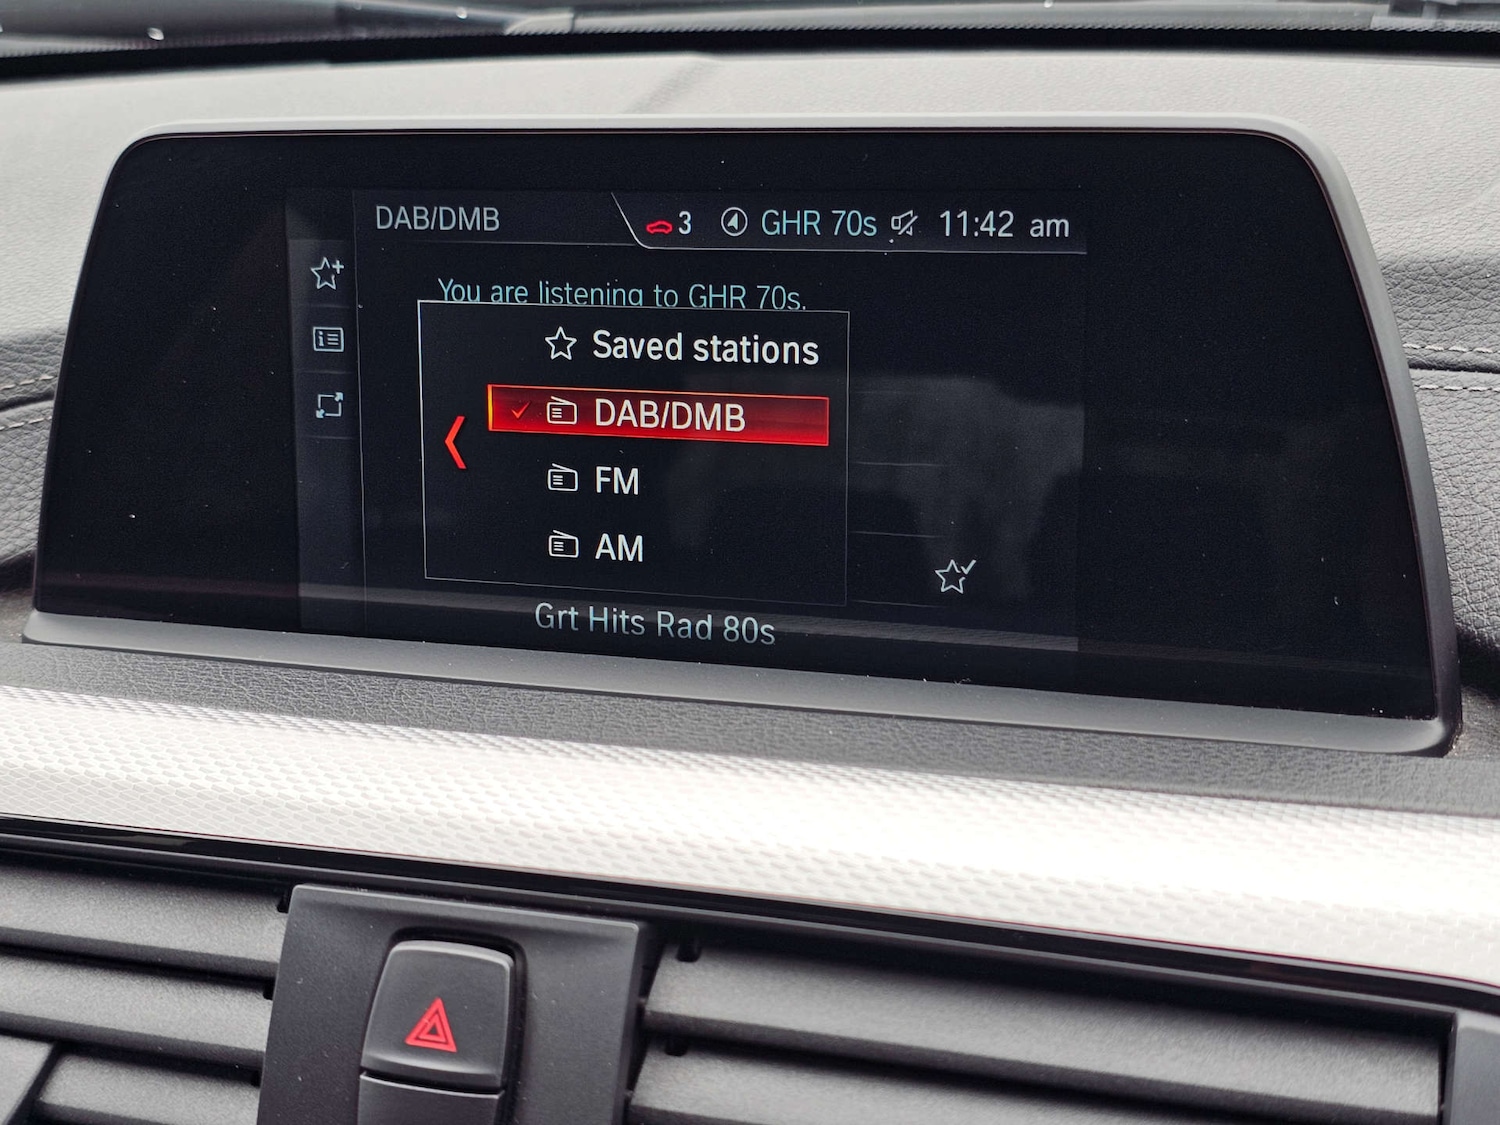 DAB/DMB
3 GHR 70s 11:42 am
You are listening to GHR 70s.
Saved stations
DAB/DMB
FM
AM
Grt Hits Rad 80s